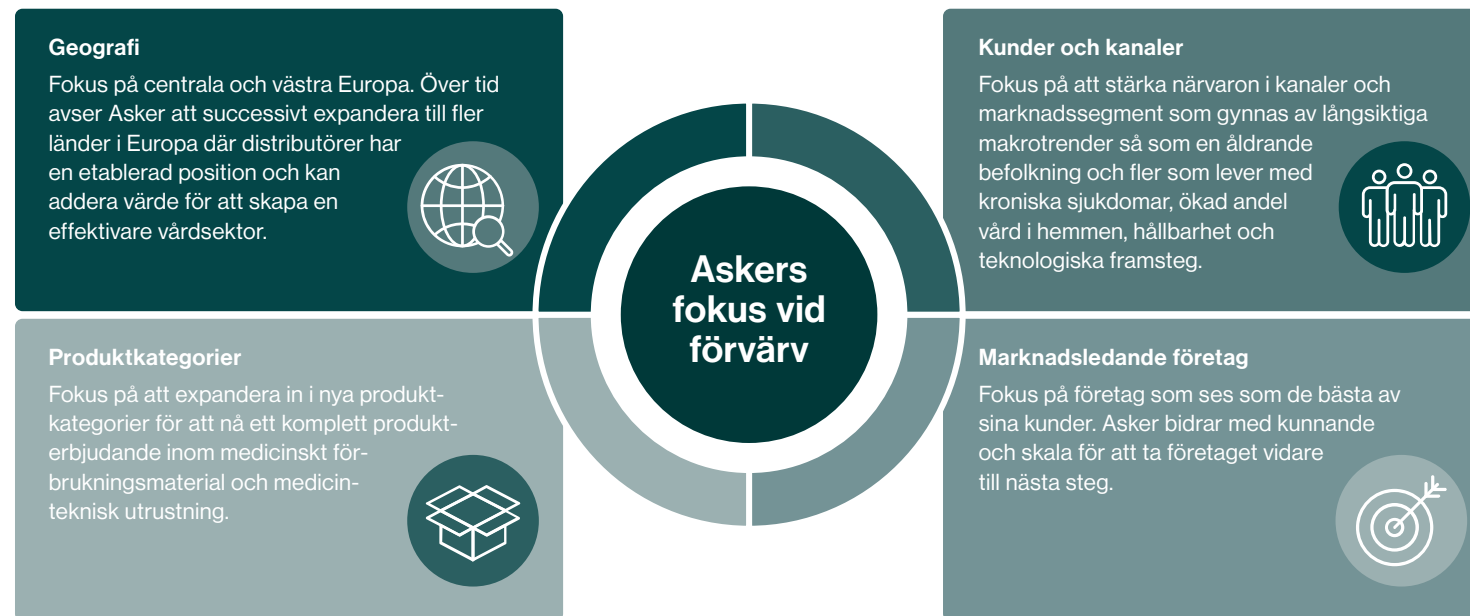 Geografi
Fokus på centrala och västra Europa. Över tid
avser Asker att successivt expandera till fler
länder i Europa där distributörer har
en etablerad position och kan
addera värde för att skapa en
effektivare vårdsektor.
Kunder och kanaler
Fokus på att stärka närvaron i kanaler och
marknadssegment som gynnas av långsiktiga
makrotrender så som en åldrande
befolkning och fler som lever med
kroniska sjukdomar, ökad andel
vård i hemmen, hållbarhet och
teknologiska framsteg.
Askers
fokus vid
förvärv
Produktkategorier
Fokus på att expandera in i nya produkt-
kategorier för att nå ett komplett produkt-
erbjudande inom medicinskt för-
brukningsmaterial och medicin-
teknisk utrustning.
Marknadsledande företag
Fokus på företag som ses som de bästa av
sina kunder. Asker bidrar med kunnande
och skala för att ta företaget vidare
till nästa steg.